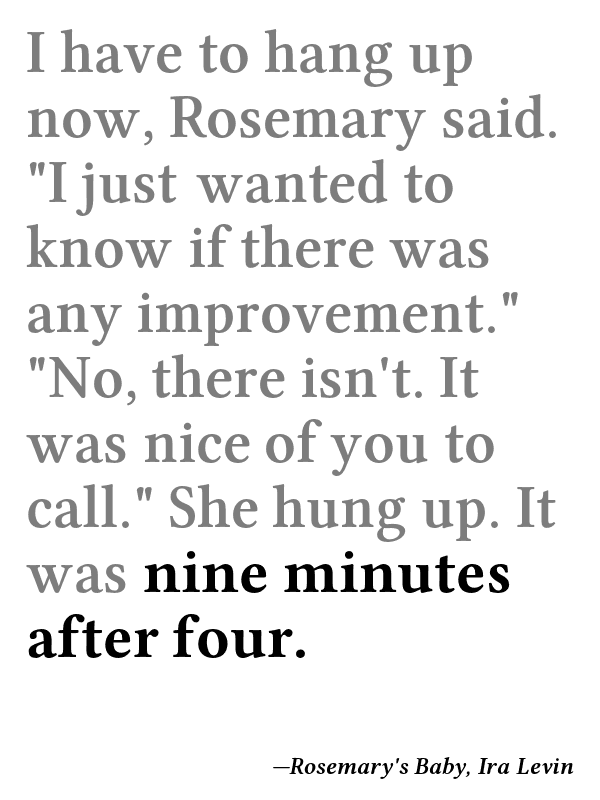 I have to hang up
now, Rosemary said.
"I just wanted to
know if there was
any improvement."
"No, there isn't. It
was nice of you to
call." She hung up. It
was nine minutes
after four.
—Rosemary's Baby, Ira Levin